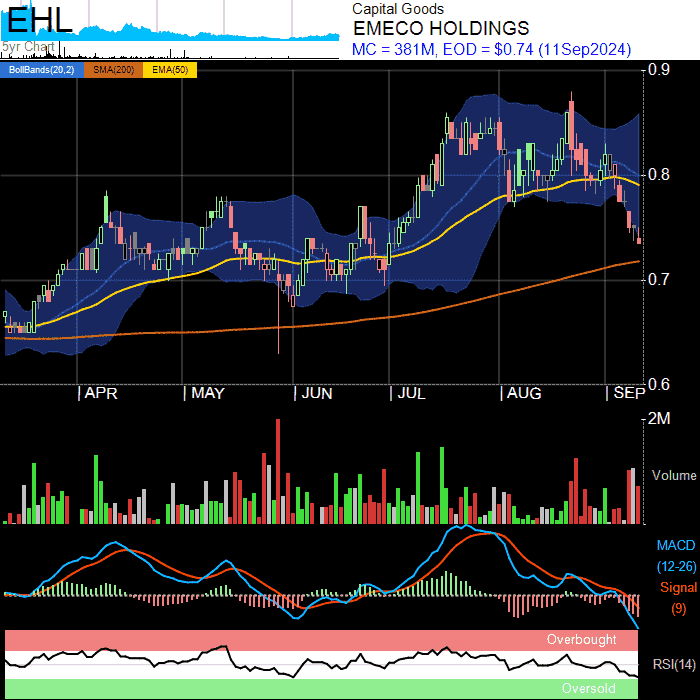 EHL
5yr Chart
Capital Goods
EMECO HOLDINGS
MC = 381M, EOD = $0.74 (11Sep2024)
BollBands(20,2) SMA(200) EMA(50)
0.9
0.8
0.7
0.6
APR MAY JUN JUL AUG SEP
2M
Volume
MACD
(12-26)
Signal
(9)
Overbought
RSI(14)
Oversold